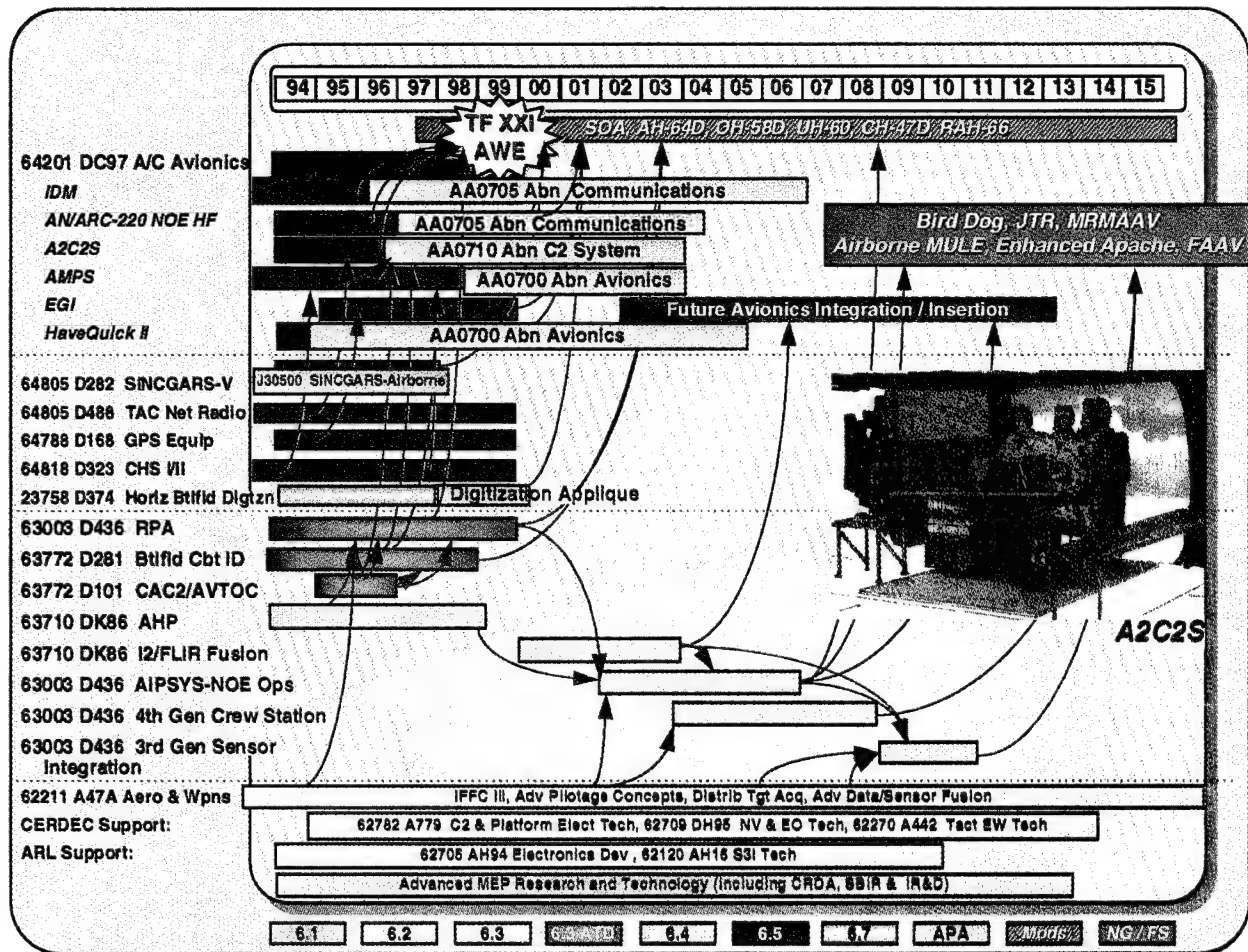 94 95 96 97 98 99 00 01 02 03 04 05 06 07 08 09 10 11 12 13 14 15
TF XXI
AWE
SOA, AH-64D, OH-58D, UH-60, CH-47D, RAH-66
64201 DC97 A/C Avionics
IDM
AA0705 Abn Communications
AN/ARC-220 NOE HF
AA0705 Abn Communications
A2C2S
AA0710 Abn C2 System
AMPS
AA0700 Abn Avionics
EGI
HaveQuick II
AA0700 Abn Avionics
Bird Dog, JTR, MRMAAV
Airborne MULE, Enhanced Apache, FAAV
Future Avionics Integration / Insertion
64805 D282 SINCGARS-V
J30500 SINCGARS-Airborne
64805 D488 TAC Net Radio
64788 D168 GPS Equip
64818 D323 CHS I/II
23758 D374 Horiz Btlfld Digtzn
Digitization Applique
63003 D436 RPA
63772 D281 Btlfld Cbt ID
63772 D101 CAC2/AVTOC
63710 DK86 AHP
63710 DK86 I2/FLIR Fusion
63003 D436 AIPSYS-NOE Ops
63003 D436 4th Gen Crew Station
63003 D436 3rd Gen Sensor
Integration
A2C2S
62211 A47A Aero & Wpns
IFFC III, Adv Pilotage Concepts, Distrib Tgt Acq, Adv Data/Sensor Fusion
CERDEC Support:
62782 A779 C2 & Platform Elect Tech, 62709 DH95 NV & EO Tech, 62270 A442 Tact EW Tech
ARL Support:
62705 AH94 Electronics Dev , 62120 AH16 S3I Tech
Advanced MEP Research and Technology (including CRDA, SBIR & IR&D)
6.1 6.2 6.3 6.3 ATD 6.4 6.5 6.7 APA Mods NG / FS